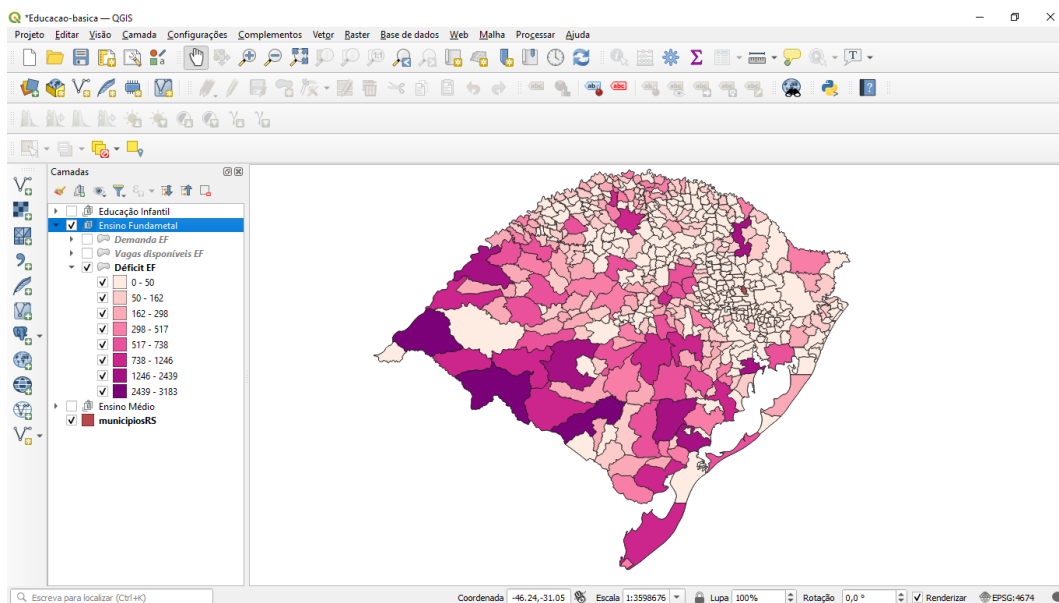 *Educacao-basica — QGIS
Projeto Editar Visão Camada Configurações Complementos Vetor Raster Base de dados Web Malha Processar Ajuda
Camadas
Educação Infantil
Ensino Fundametal
Demanda EF
Vagas disponíveis EF
Déficit EF
0 - 50
50 - 162
162 - 298
298 - 517
517 - 738
738 - 1246
1246 - 2439
2439 - 3183
Ensino Médio
municipiosRS
Escreva para localizar (Ctrl+K) Coordenada -46.24,-31.05 Escala 1:3598676 Lupa 100% Rotação 0,0 ° Renderizar EPSG:4674